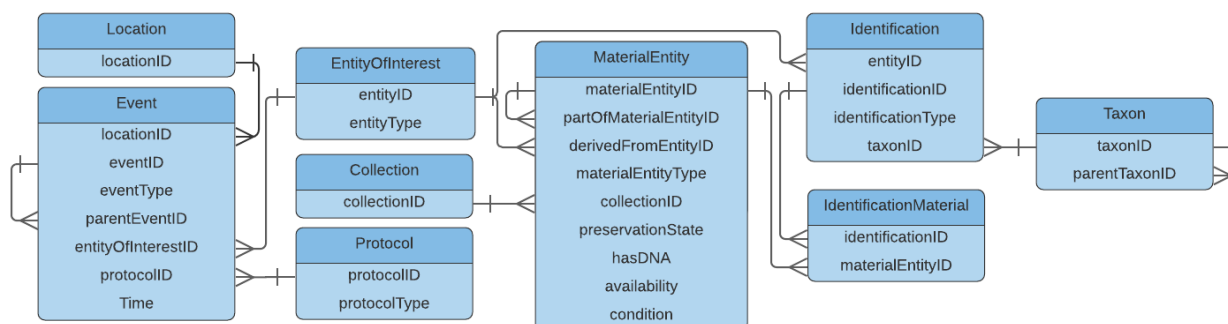 Location
locationID
Event
locationID
eventID
eventType
parentEventID
entityOfInterestID
protocolID
Time
EntityOfInterest
entityID
entityType
Collection
collectionID
Protocol
protocolID
protocolType
MaterialEntity
materialEntityID
partOfMaterialEntityID
derivedFromEntityID
materialEntityType
collectionID
preservationState
hasDNA
availability
condition
Identification
entityID
identificationID
identificationType
taxonID
IdentificationMaterial
identificationID
materialEntityID
Taxon
taxonID
parentTaxonID